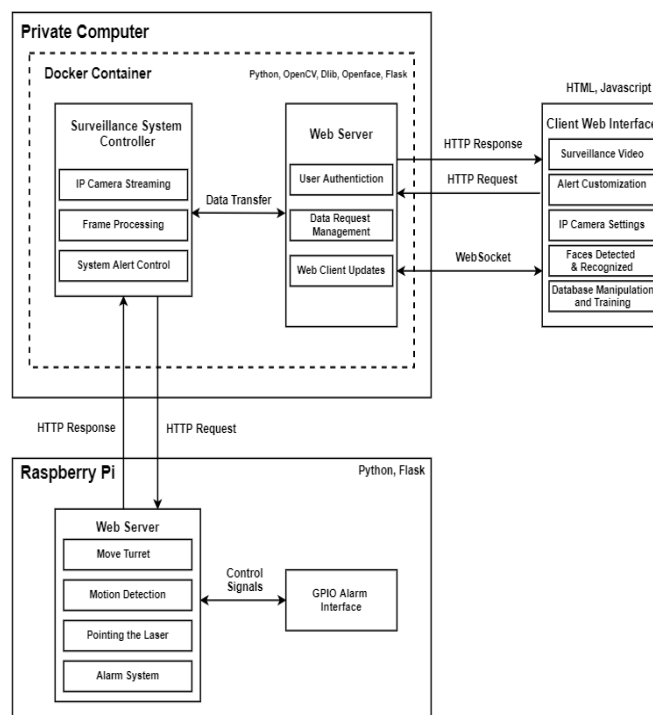 Private Computer
Docker Container
Python, OpenCV, Dlib, Openface, Flask
Surveillance System
Controller
IP Camera Streaming
Frame Processing
System Alert Control
Data Transfer
Web Server
User Authentiction
Data Request
Management
Web Client Updates
HTTP Response
HTTP Request
WebSocket
HTML, Javascript
Client Web Interface
Surveillance Video
Alert Customization
IP Camera Settings
Faces Detected
& Recognized
Database Manipulation
and Training
HTTP Response
HTTP Request
Raspberry Pi
Python, Flask
Web Server
Move Turret
Motion Detection
Pointing the Laser
Alarm System
Control
Signals
GPIO Alarm
Interface